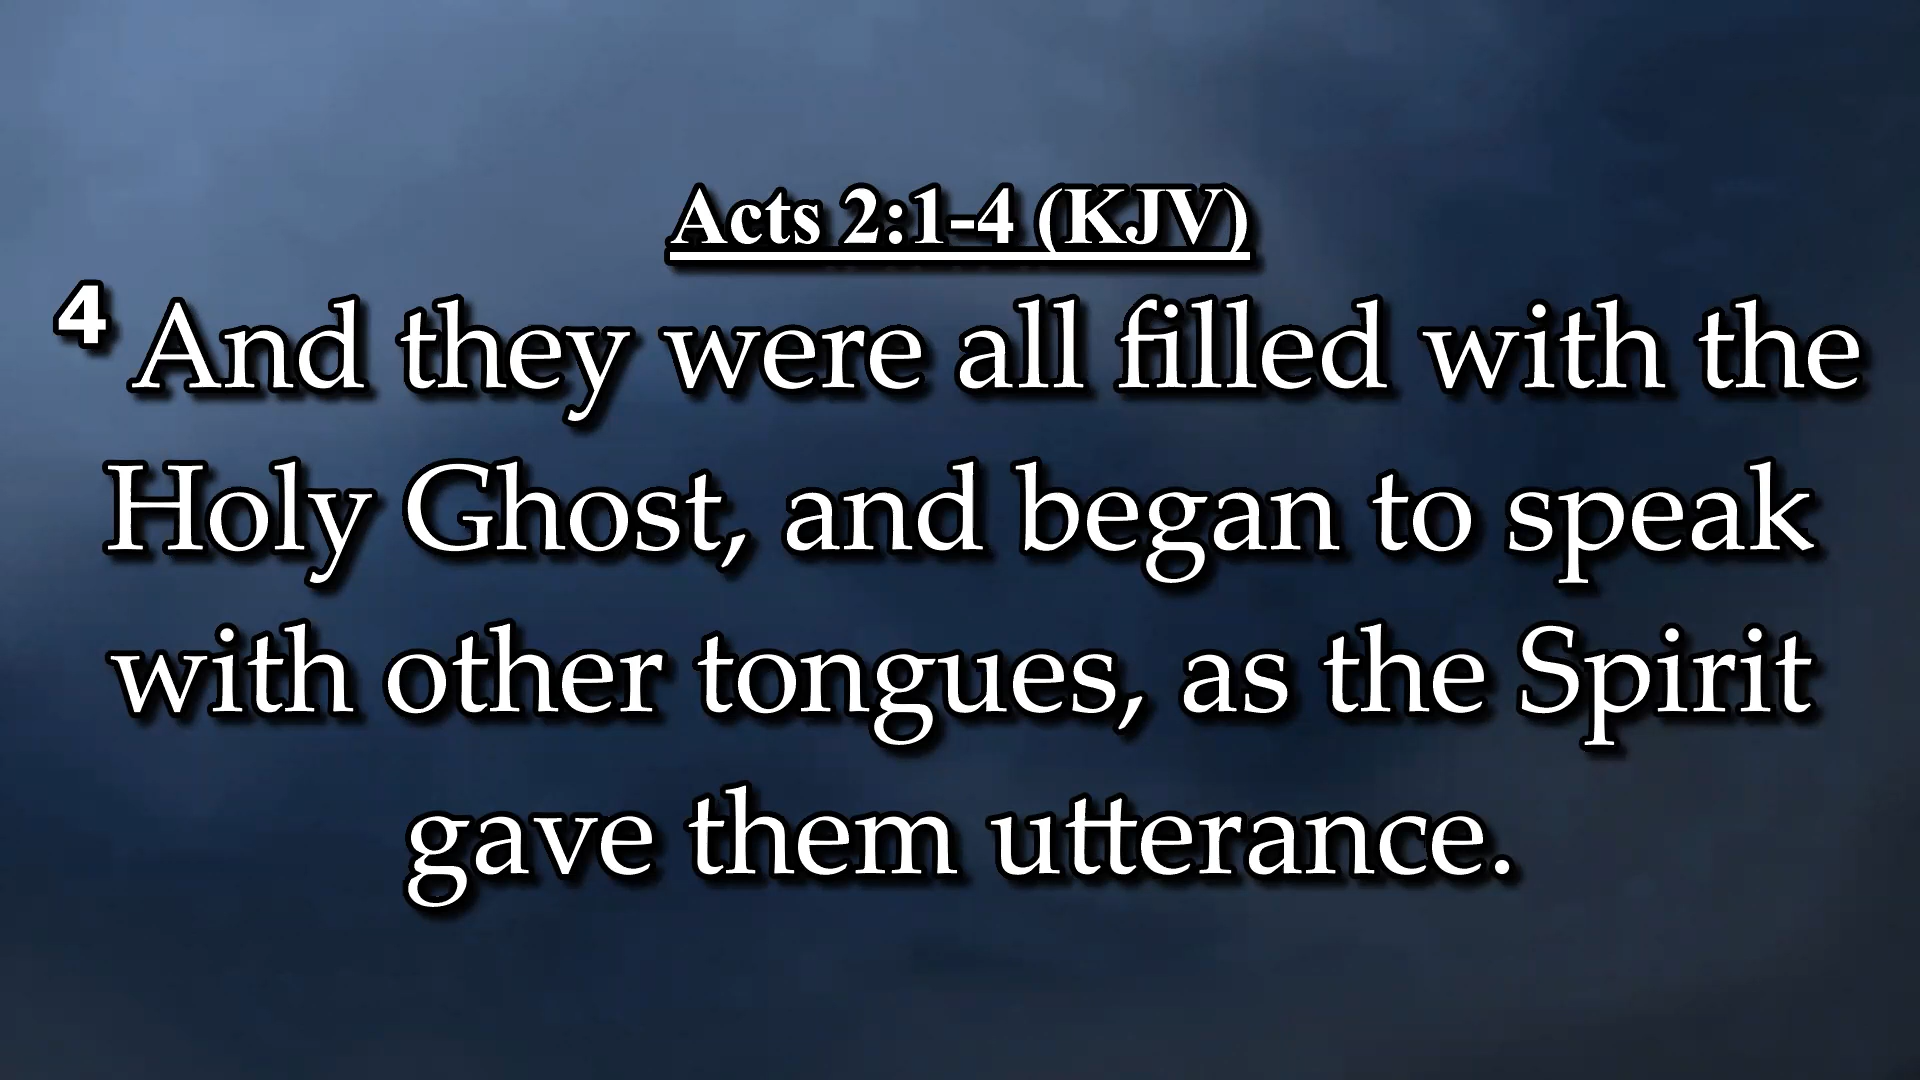 Acts 2:1-4 (KJV)
4 And they were all filled with the
Holy Ghost, and began to speak
with other tongues, as the Spirit
gave them utterance.